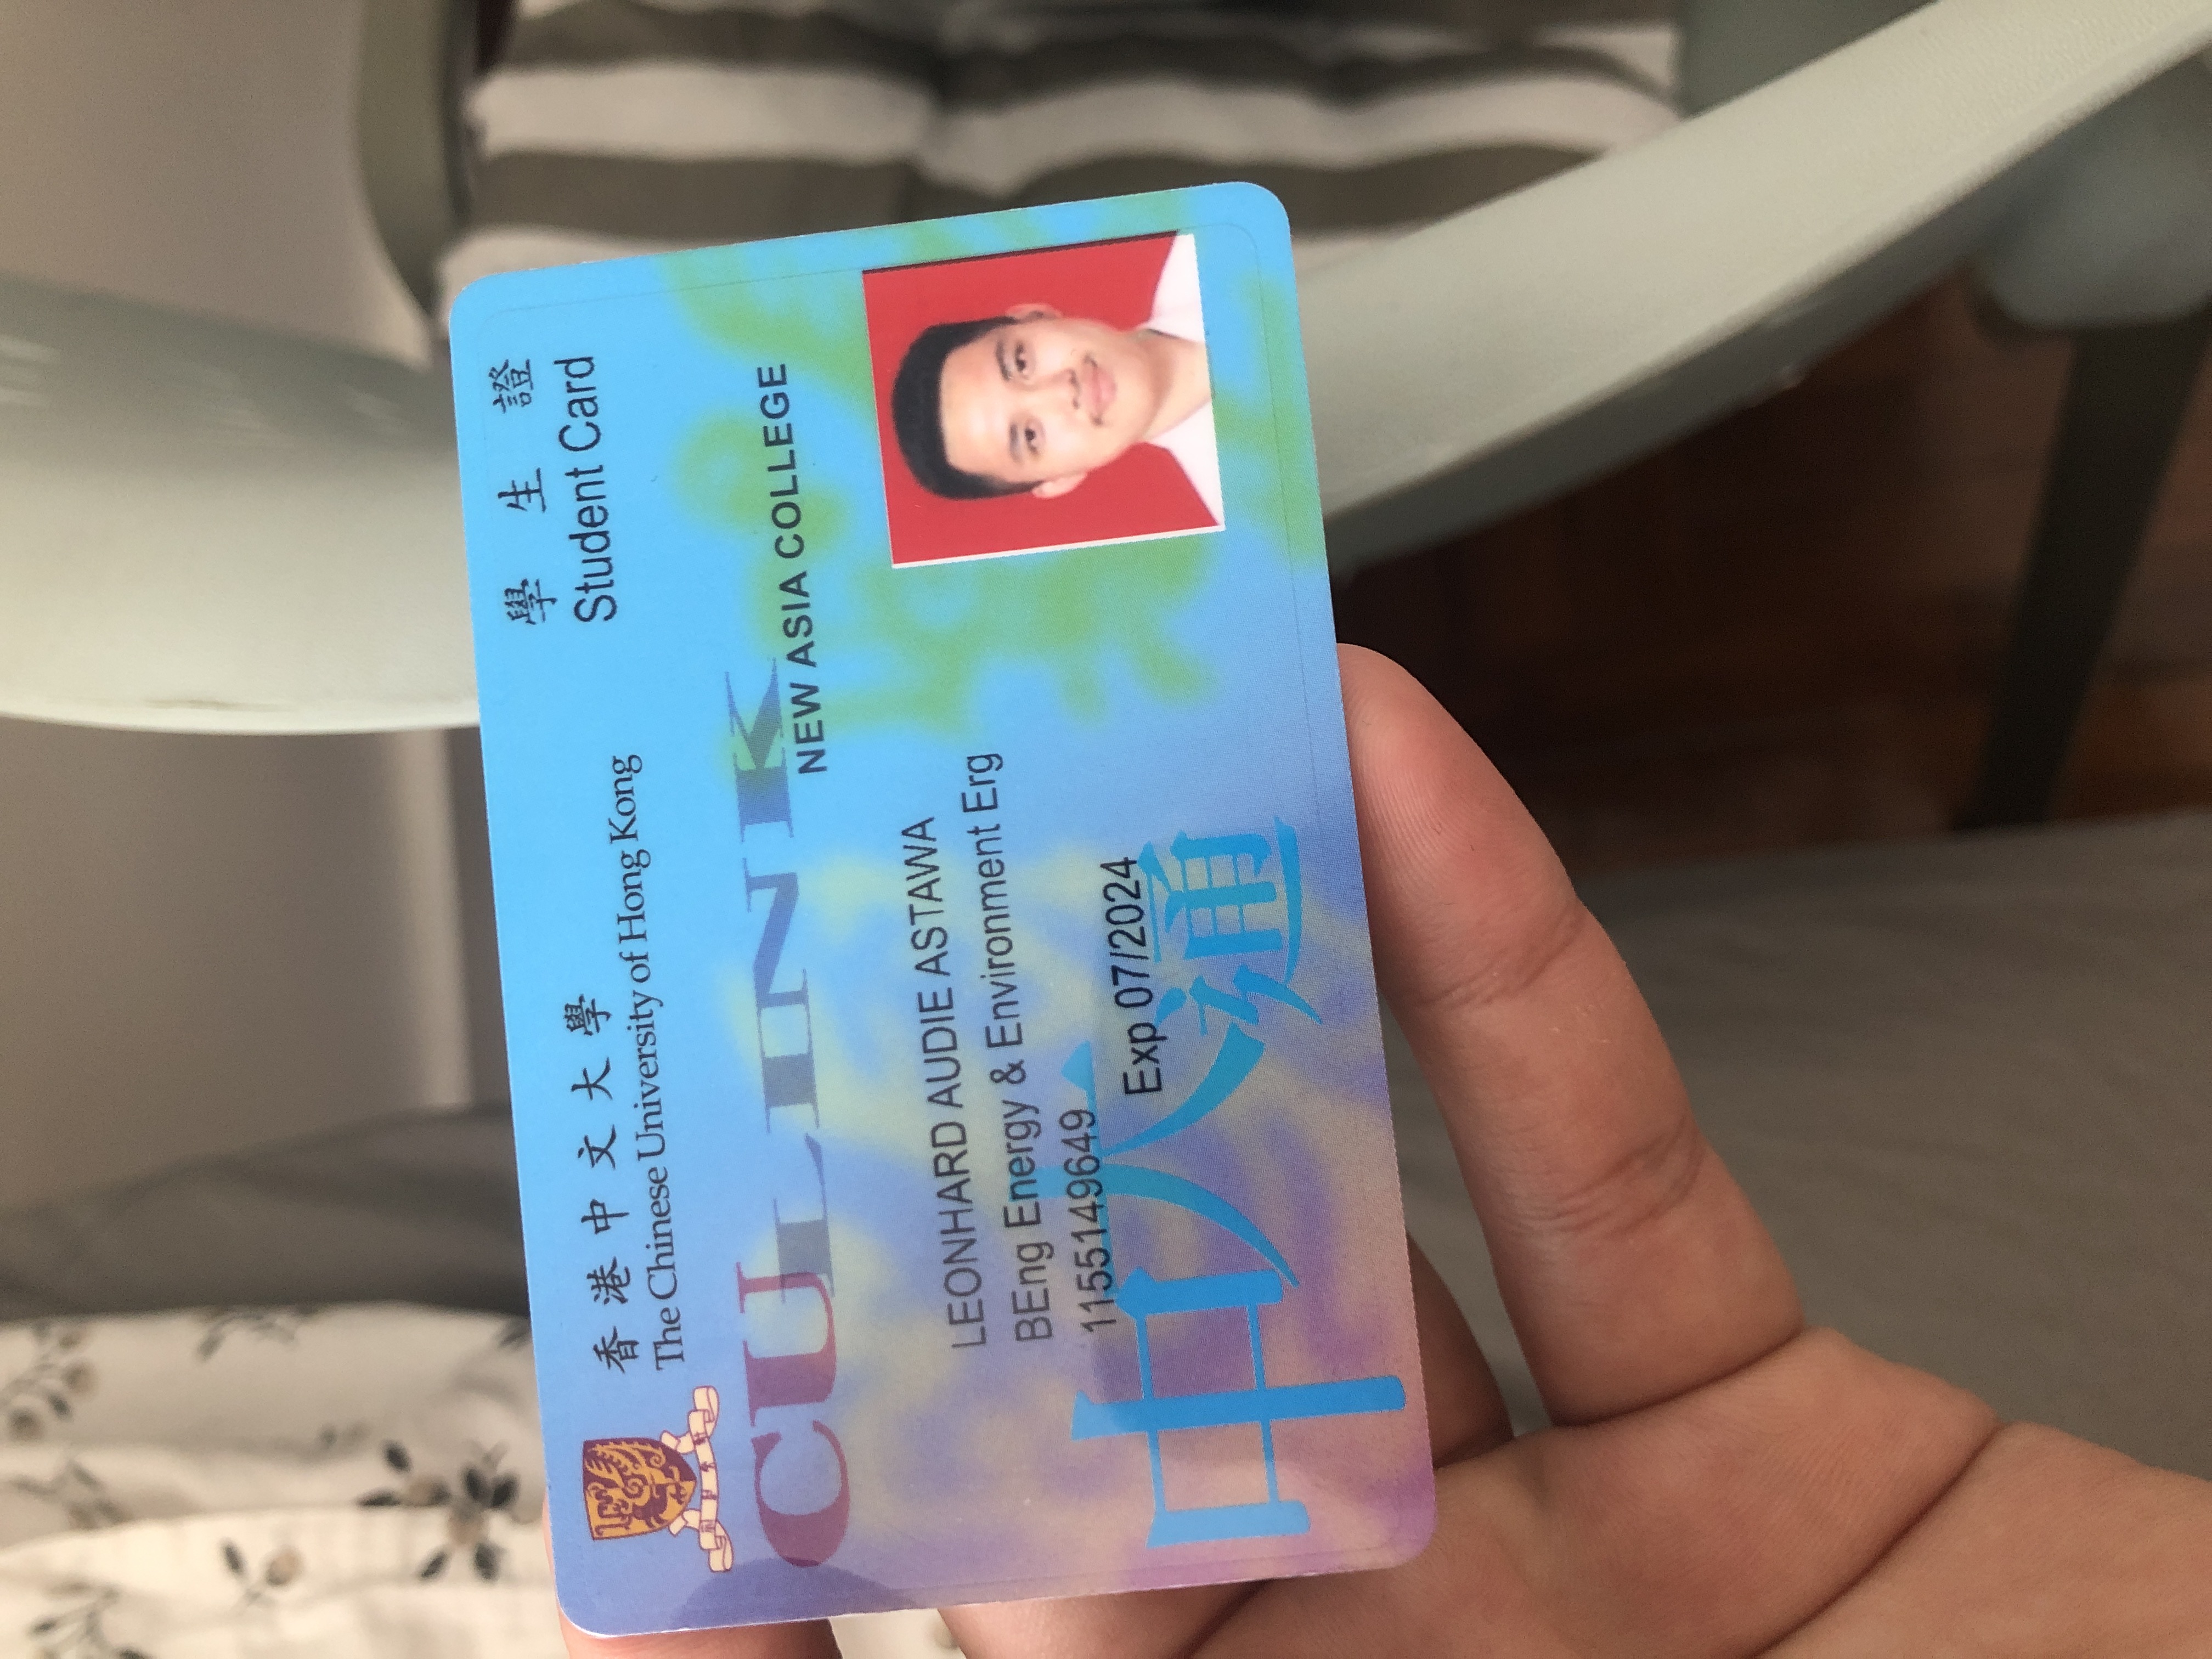 香港中文大學
The Chinese University of Hong Kong
學生證
Student Card
CULINK
NEW ASIA COLLEGE
LEONHARD AUDIE ASTAWA
BEng Energy & Environment Erg
1155149649
Exp 07/2024
中大通